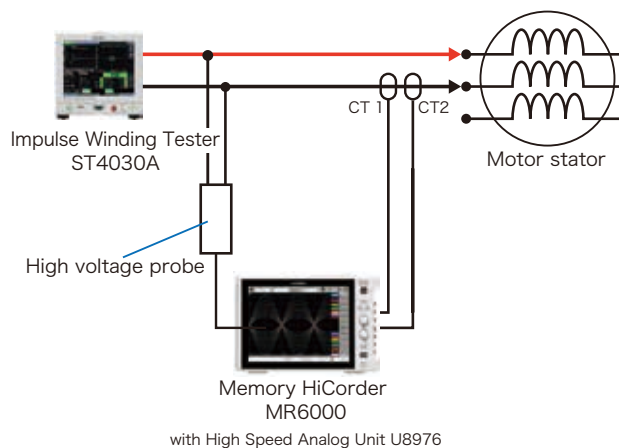 CT 1
CT2
Impulse Winding Tester
ST4030A
Motor stator
High voltage probe
Memory HiCorder
MR6000
with High Speed Analog Unit U8976